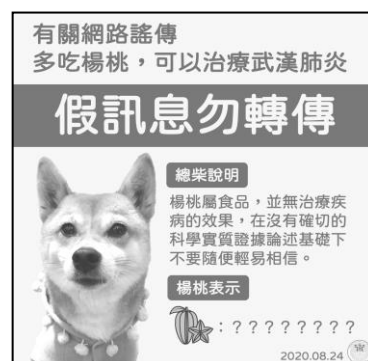 有關網路謠傳
多吃楊桃，可以治療武漢肺炎
假訊息勿轉傳
總柴說明
楊桃屬食品，並無治療疾
病的效果，在沒有確切的
科學實質證據論述基礎下
不要隨便輕易相信。
楊桃表示
：？？？？？？？？
2020.08.24